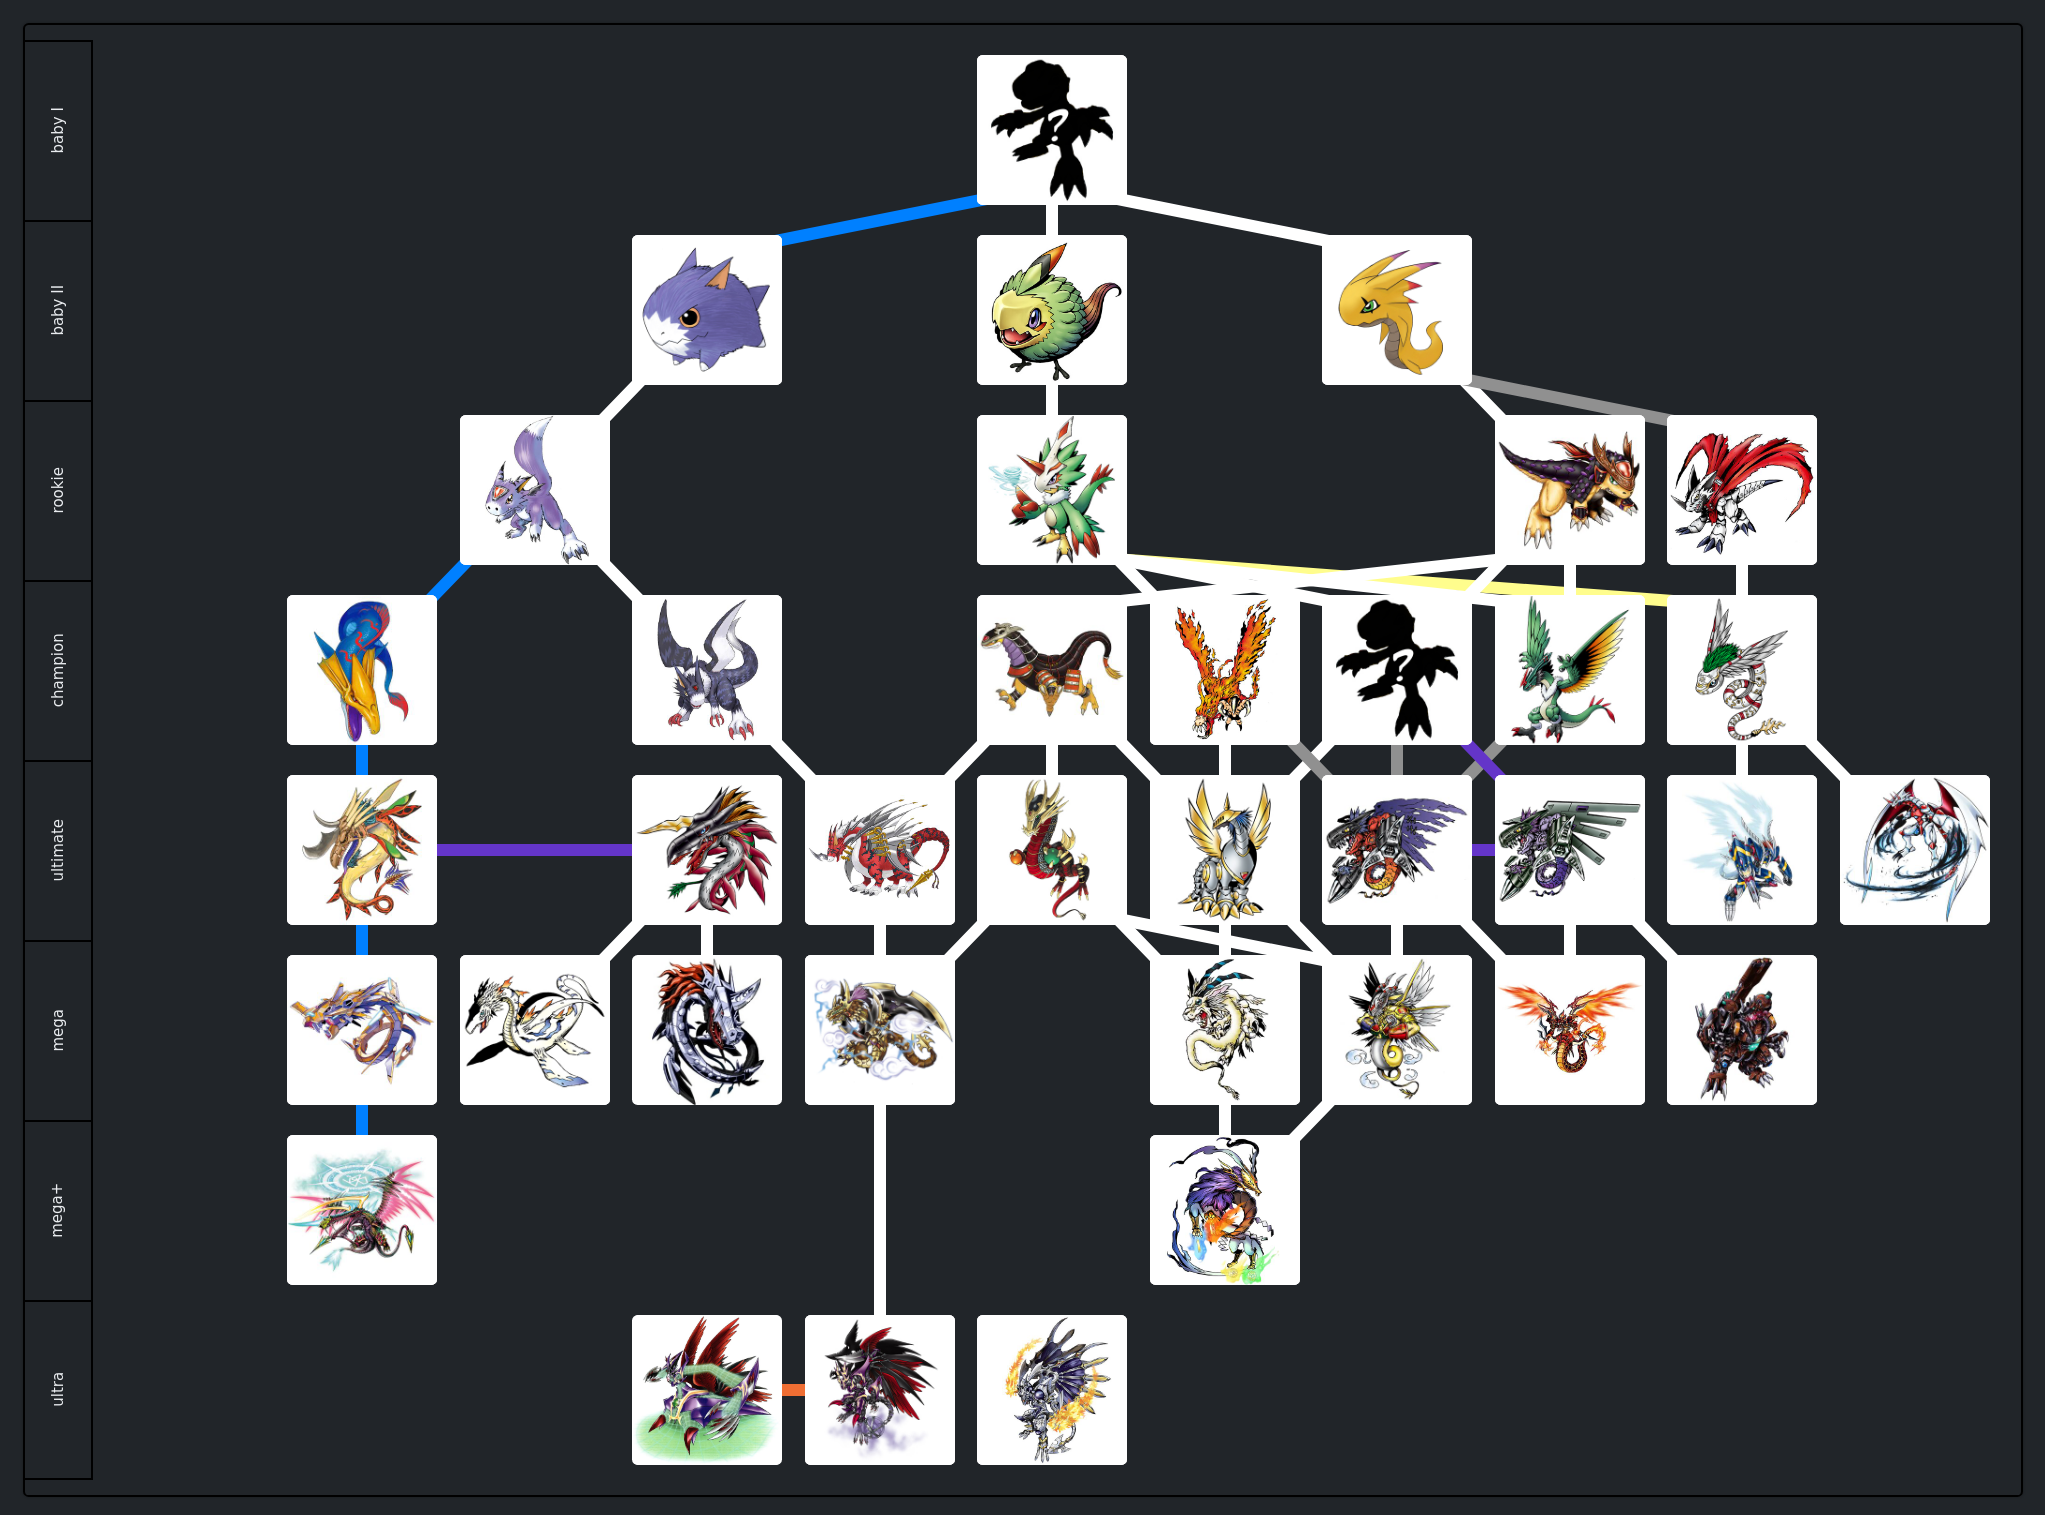 baby I
baby II
rookie
champion
ultimate
mega
mega+
ultra